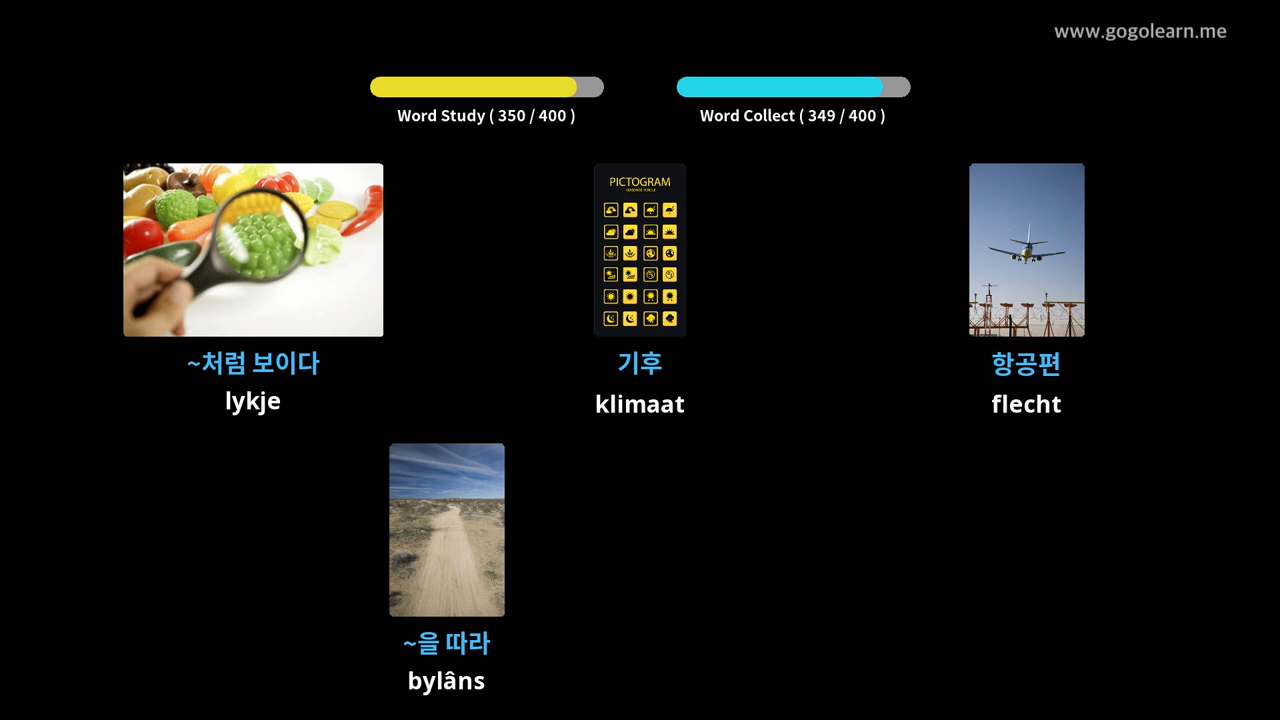 www.gogolearn.me
Word Study ( 350 / 400 )
Word Collect ( 349 / 400 )
PICTOGRAM
~처럼 보이다
lykje
기후
klimaat
항공편
flecht
~을 따라
bylâns